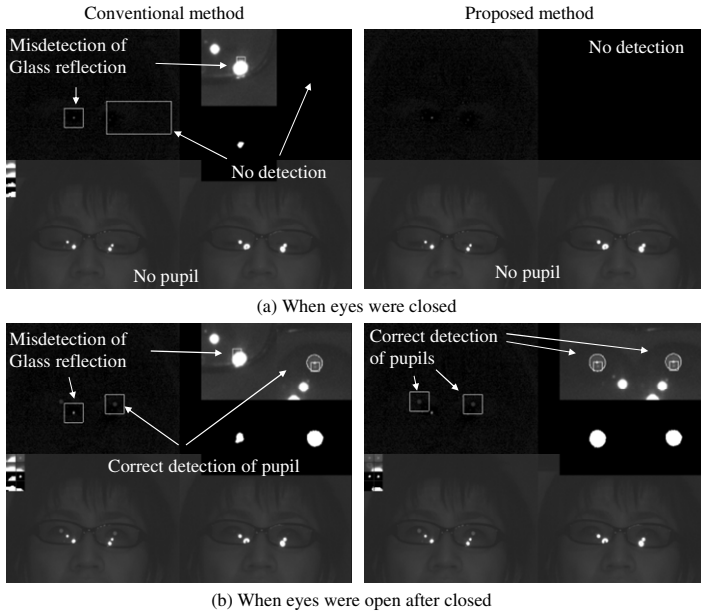 Conventional method
Proposed method
Misdetection of
Glass reflection
No detection
No pupil
No detection
No pupil
(a) When eyes were closed
Misdetection of
Glass reflection
Correct detection of pupil
Correct detection
of pupils
(b) When eyes were open after closed